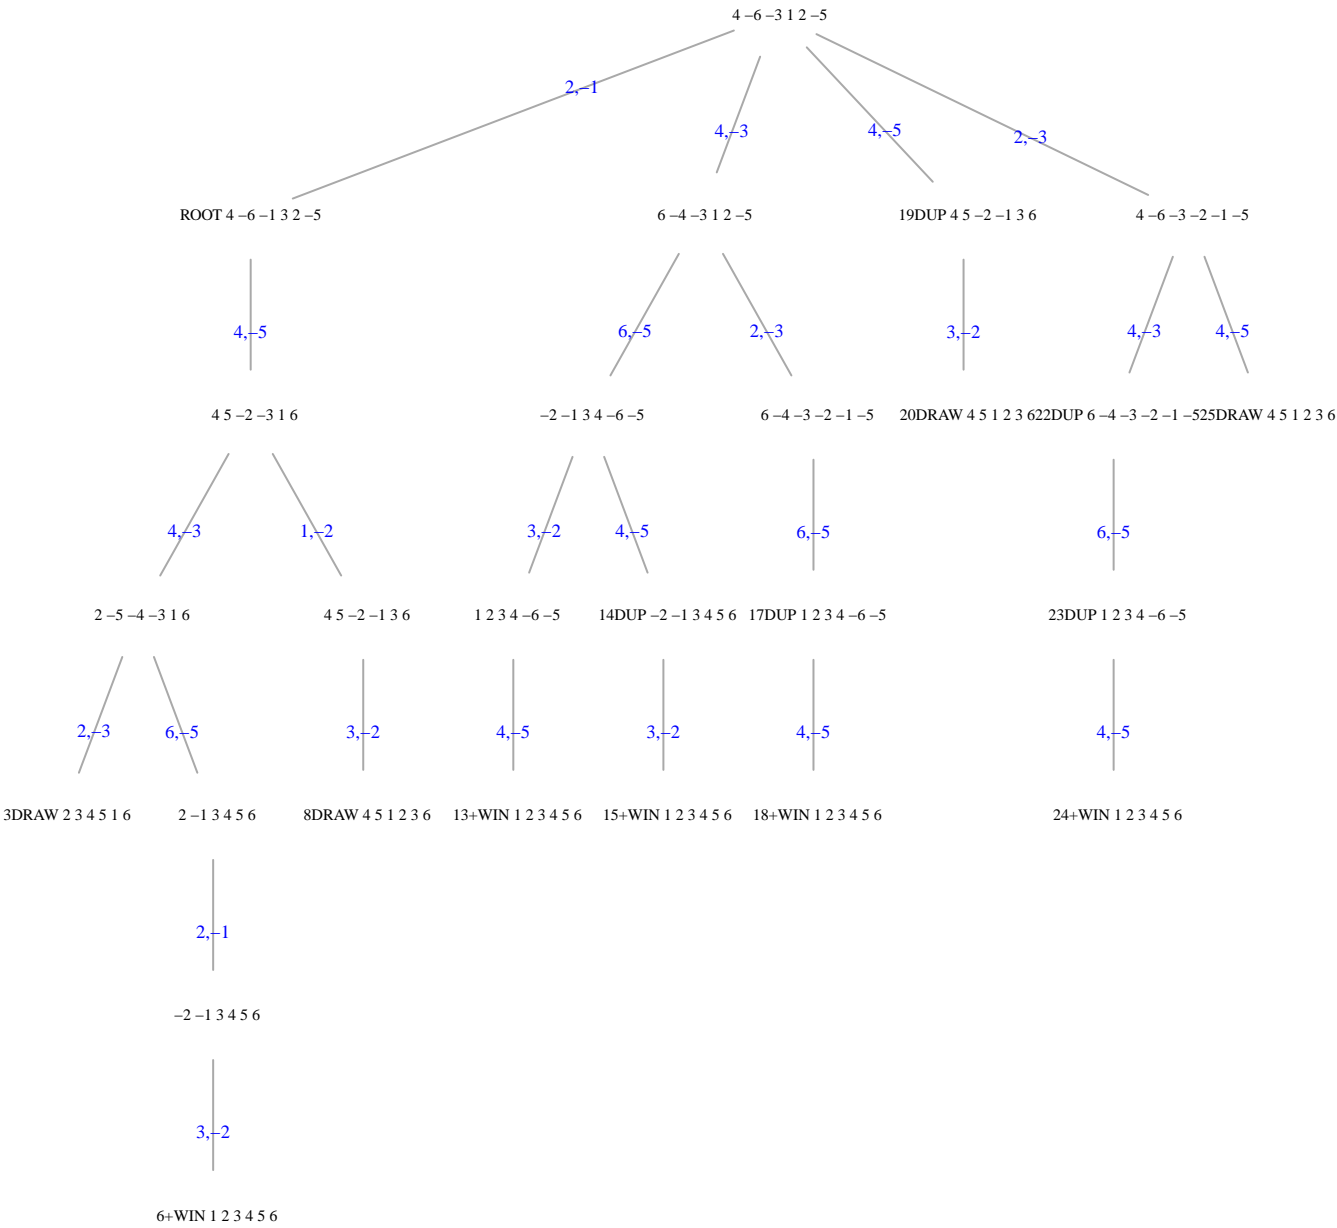 4 –6 –3 1 2 –5
2,–1
4,–3
4,–5
2,–3
ROOT 4 –6 –1 3 2 –5
6 –4 –3 1 2 –5
19DUP 4 5 –2 –1 3 6
4 –6 –3 –2 –1 –5
4,–5
6,–5
2,–3
3,–2
4,–3
4,–5
4 5 –2 –3 1 6
–2 –1 3 4 –6 –5
6 –4 –3 –2 –1 –5
20DRAW 4 5 1 2 3 6
22DUP 6 –4 –3 –2 –1 –5
25DRAW 4 5 1 2 3 6
4,–3
1,–2
3,–2
4,–5
6,–5
6,–5
2 –5 –4 –3 1 6
4 5 –2 –1 3 6
1 2 3 4 –6 –5
14DUP –2 –1 3 4 5 6
17DUP 1 2 3 4 –6 –5
23DUP 1 2 3 4 –6 –5
2,–3
6,–5
3,–2
4,–5
3,–2
4,–5
4,–5
3DRAW 2 3 4 5 1 6
2 –1 3 4 5 6
8DRAW 4 5 1 2 3 6
13+WIN 1 2 3 4 5 6
15+WIN 1 2 3 4 5 6
18+WIN 1 2 3 4 5 6
24+WIN 1 2 3 4 5 6
2,–1
–2 –1 3 4 5 6
3,–2
6+WIN 1 2 3 4 5 6